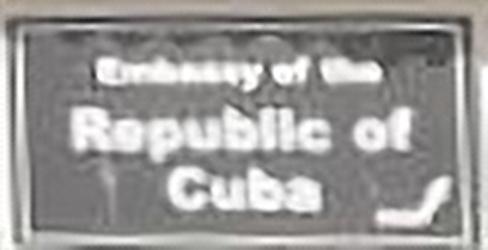 Embassy of the
Republic of
Cuba